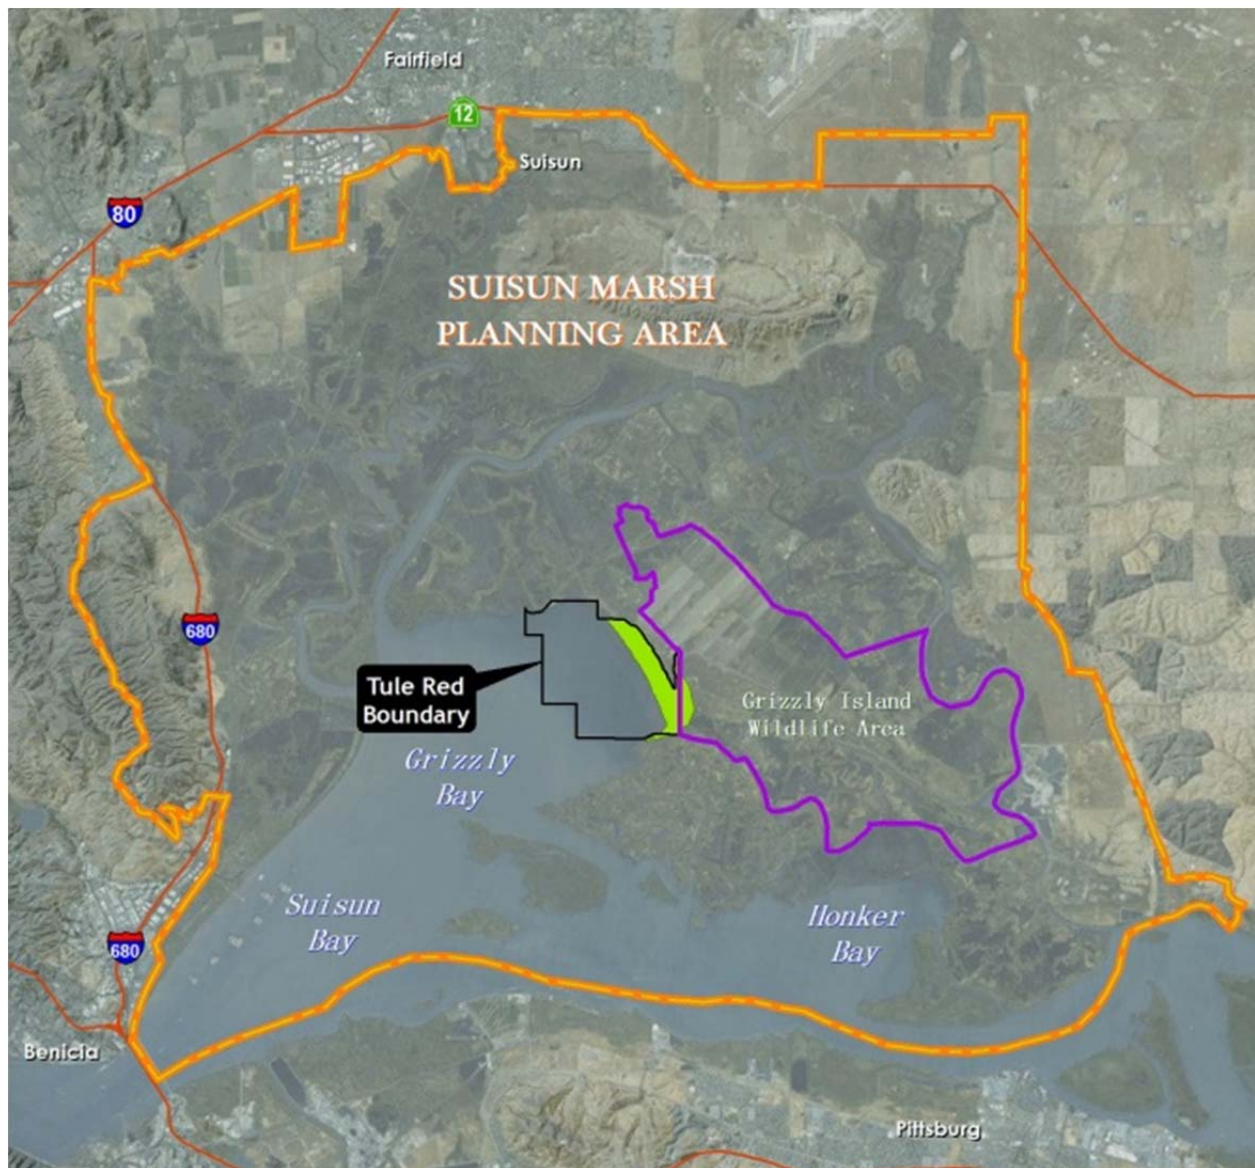 Fairfield
12
Suisun
80
SUISUN MARSH
PLANNING AREA
680
Tule Red
Boundary
Grizzly Island
Wildlife Area
Grizzly
Bay
Suisun
Bay
Honker
Bay
680
Benicia
Pittsburg